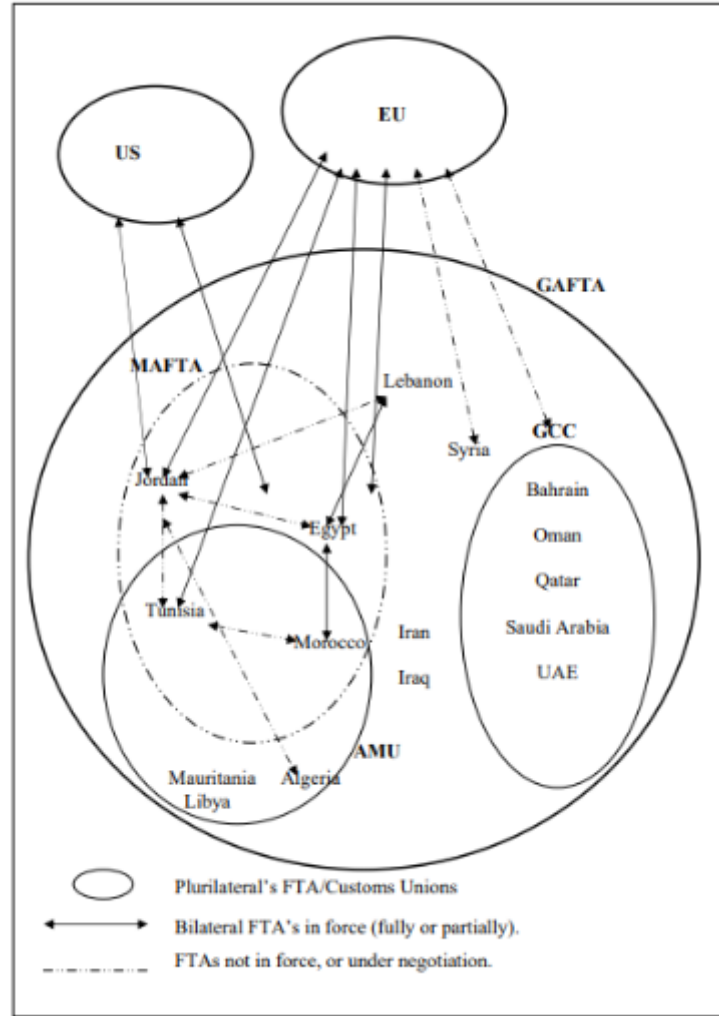 EU
US
GAFTA
MAFTA
Lebanon
Syria
GCC
Jordan
Bahrain
Egypt
Oman
Qatar
Tunisia
Saudi Arabia
Iran
Morocco
Iraq
UAE
AMU
Mauritania
Algeria
Libya
Plurilateral's FTA/Customs Unions
Bilateral FTA's in force (fully or partially).
FTAs not in force, or under negotiation.